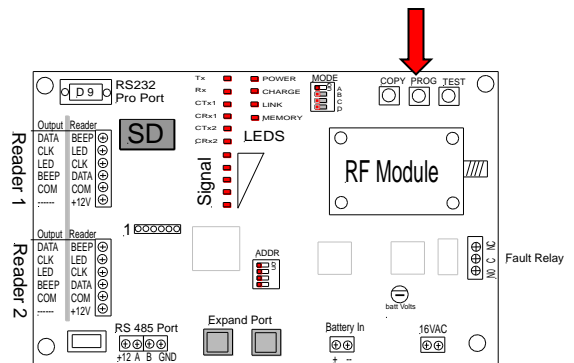 COPY PROG TEST
RS232
Pro Port
D 9
Tx
Rx
CTx1
CRx1
CTx2
CRx2
POWER
CHARGE
LINK
MEMORY
LEDS
MODE
A
B
C
D
SD
Signal
RF Module
Reader 1
Output Reader
DATA BEEP
CLK LED
LED CLK
BEEP DATA
COM COM
------ +12V
Reader 2
Output Reader
DATA BEEP
CLK LED
LED CLK
BEEP DATA
COM COM
------ +12V
1
ADDR
NO C NC
Fault Relay
batt Volts
RS 485 Port
+12 A B GND
Expand Port
Battery In
+ --
16VAC